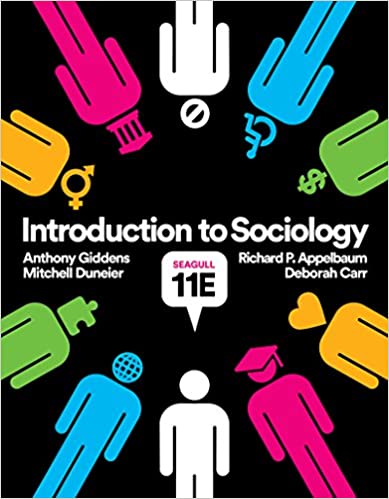 Introduction to Sociology
Anthony Giddens
Mitchell Duneier
Richard P. Appelbaum
Deborah Carr
SEAGULL
11E
$